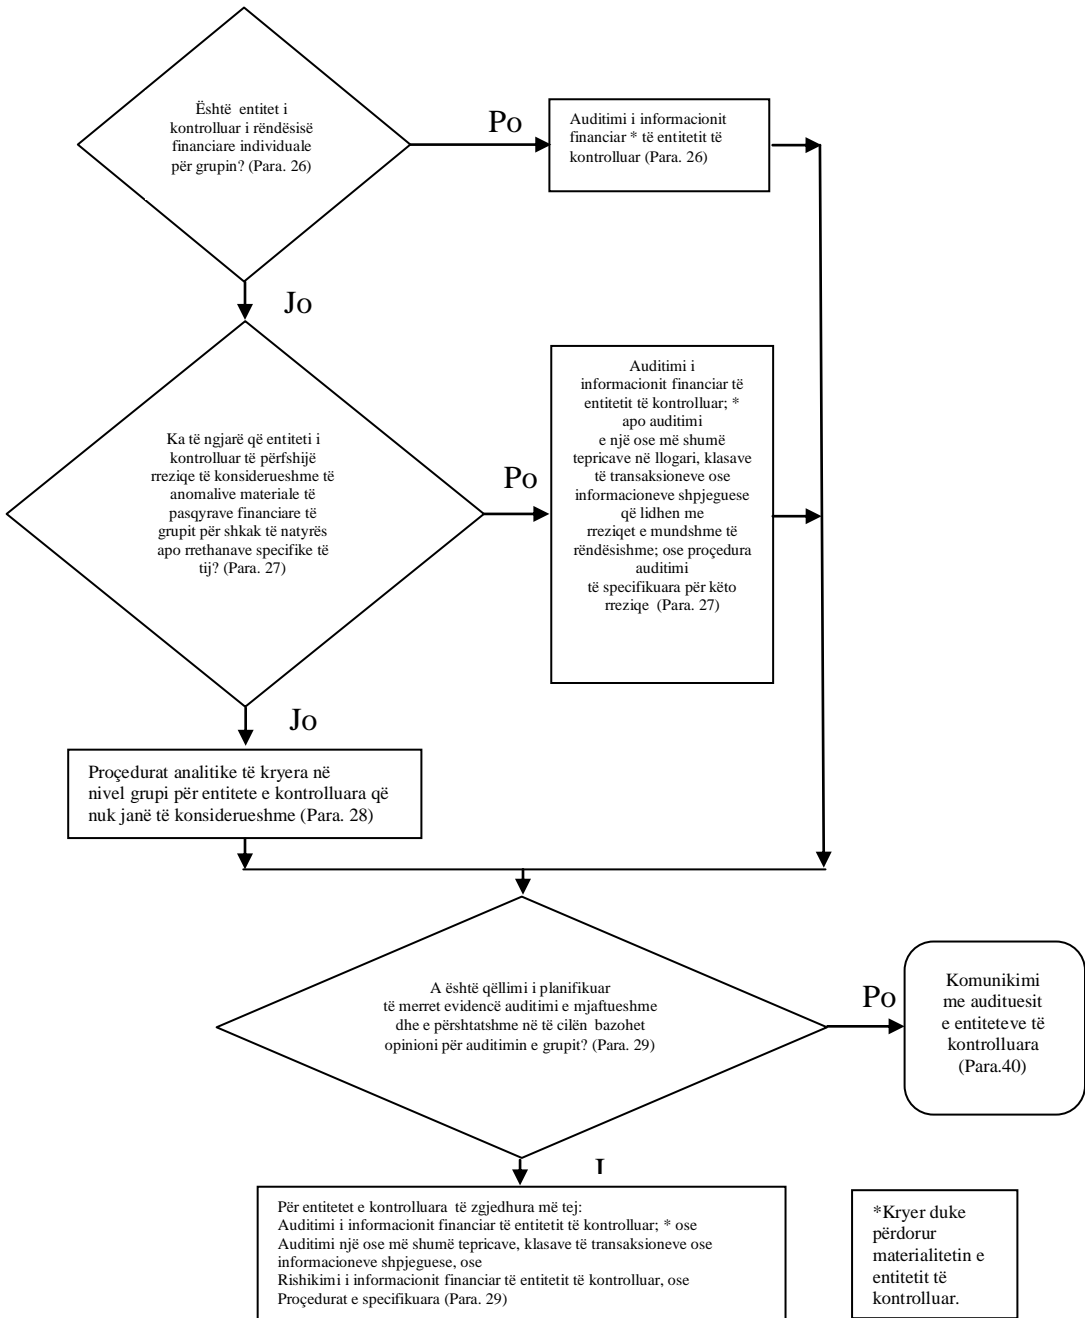 Është entitet i
kontrolluar i rëndësisë
financiare individuale
për grupin? (Para. 26)
Po
Auditimi i informacionit
financiar * të entitetit të
kontrolluar (Para. 26)
Jo
Ka të ngjarë që entiteti i
kontrolluar të përfshijë
rreziqe të konsiderueshme të
anomalive materiale të
pasqyrave financiare të
grupit për shkak të natyrës
apo rrethanave specifike të
tij? (Para. 27)
Po
Auditimi i
informacionit financiar të
entitetit të kontrolluar; *
apo auditimi
e një ose më shumë
tepricave në llogari, klasave
të transaksioneve ose
informacioneve shpjeguese
që lidhen me
rreziqet e mundshme të
rëndësishme; ose proçedura
auditimi
të specifikuara për këto
rreziqe (Para. 27)
Jo
Proçedurat analitike të kryera në
nivel grupi për entitete e kontrolluara që
nuk janë të konsiderueshme (Para. 28)
A është qëllimi i planifikuar
të merret evidencë auditimi e mjaftueshme
dhe e përshtatshme në të cilën bazohet
opinioni për auditimin e grupit? (Para. 29)
Po
Komunikimi
me audituesit
e entiteteve të
kontrolluara
(Para.40)
Për entitetet e kontrolluara të zgjedhura më tej:
Auditimi i informacionit financiar të entitetit të kontrolluar; * ose
Auditimi një ose më shumë tepricave, klasave të transaksioneve ose
informacioneve shpjeguese, ose
Rishikimi i informacionit financiar të entitetit të kontrolluar, ose
Proçedurat e specifikuara (Para. 29)
*Kryer duke
përdorur
materialitetin e
entitetit të
kontrolluar.